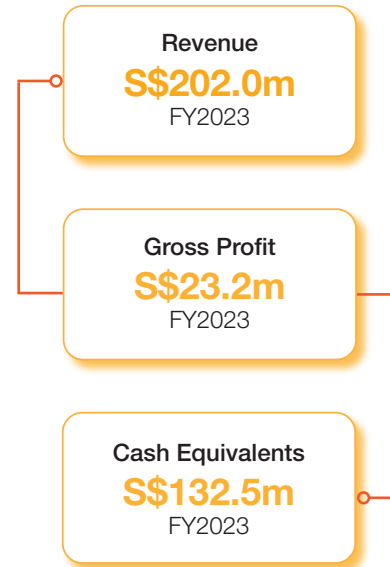 Revenue
S$202.0m
FY2023
Gross Profit
S$23.2m
FY2023
Cash Equivalents
S$132.5m
FY2023